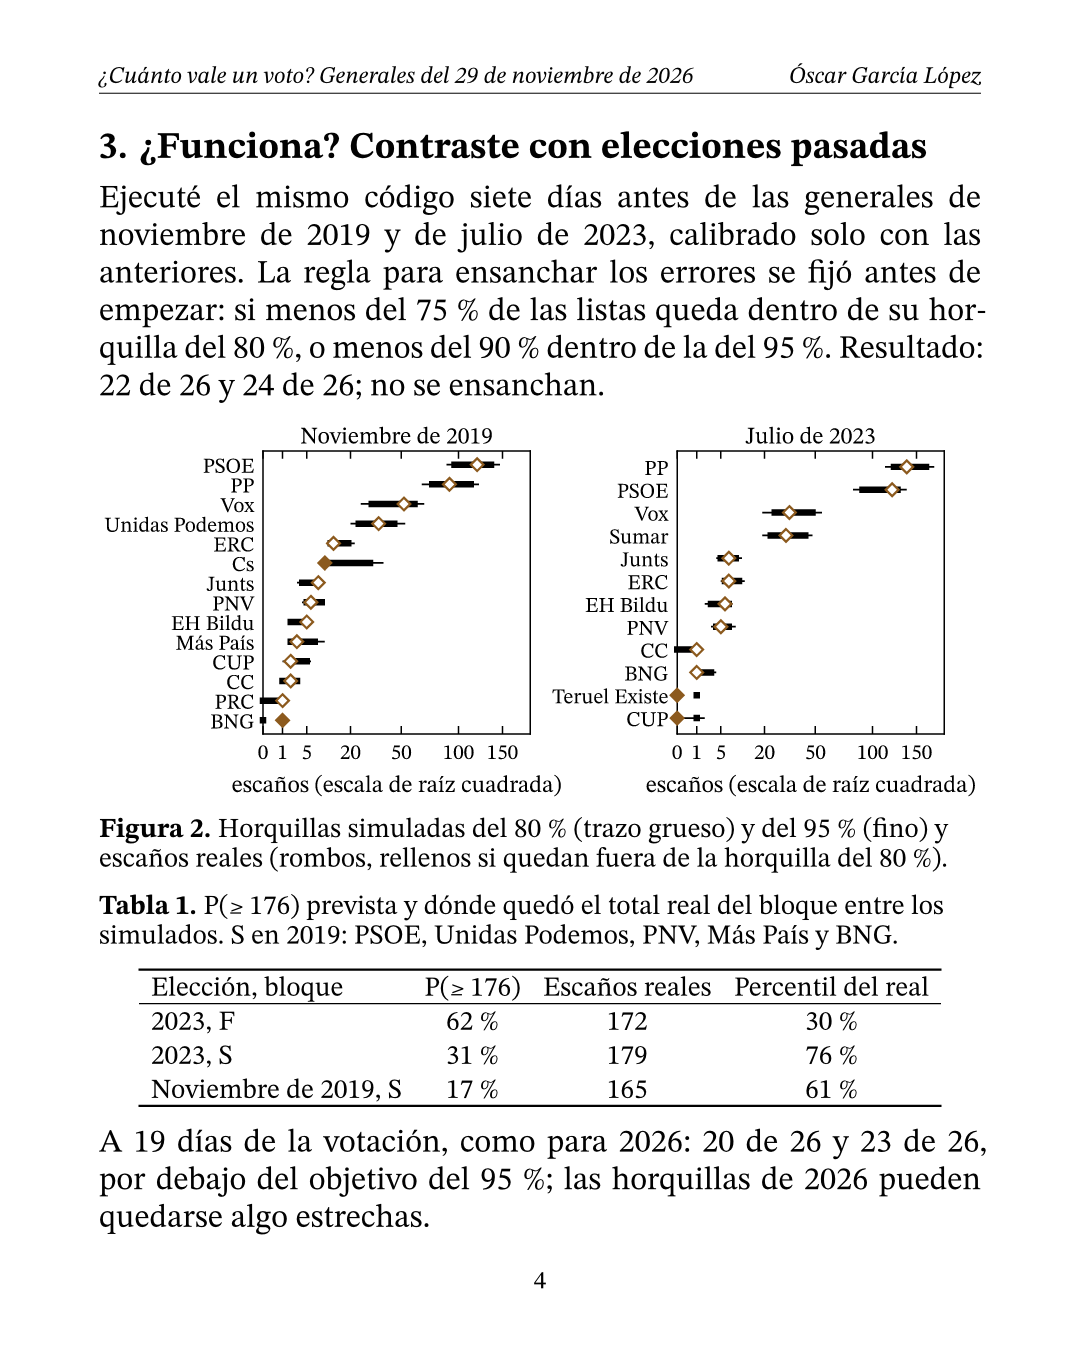 ¿Cuánto vale un voto? Generales del 29 de noviembre de 2026 Óscar García López
3. ¿Funciona? Contraste con elecciones pasadas
Ejecuté el mismo código siete días antes de las generales de
noviembre de 2019 y de julio de 2023, calibrado solo con las
anteriores. La regla para ensanchar los errores se fijó antes de
empezar: si menos del 75 % de las listas queda dentro de su hor-
quilla del 80 %, o menos del 90 % dentro de la del 95 %. Resultado:
22 de 26 y 24 de 26; no se ensanchan.
Noviembre de 2019
PSOE
PP
Vox
Unidas Podemos
ERC
Cs
Junts
PNV
EH Bildu
Más País
CUP
CC
PRC
BNG
0 1 5 20 50 100 150
escaños (escala de raíz cuadrada)
Julio de 2023
PP
PSOE
Vox
Sumar
Junts
ERC
EH Bildu
PNV
CC
BNG
Teruel Existe
CUP
0 1 5 20 50 100 150
escaños (escala de raíz cuadrada)
Figura 2. Horquillas simuladas del 80 % (trazo grueso) y del 95 % (fino) y
escaños reales (rombos, rellenos si quedan fuera de la horquilla del 80 %).
Tabla 1. P(≥ 176) prevista y dónde quedó el total real del bloque entre los
simulados. S en 2019: PSOE, Unidas Podemos, PNV, Más País y BNG.
Elección, bloque P(≥ 176) Escaños reales Percentil del real
2023, F 62 % 172 30 %
2023, S 31 % 179 76 %
Noviembre de 2019, S 17 % 165 61 %
A 19 días de la votación, como para 2026: 20 de 26 y 23 de 26,
por debajo del objetivo del 95 %; las horquillas de 2026 pueden
quedarse algo estrechas.
4